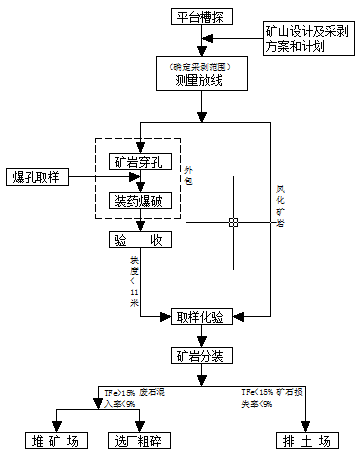 平台槽探
矿山设计及采剥
方案和计划
(确定采剥范围)
测量放线
矿岩穿孔
外包
爆孔取样
装药爆破
风化矿岩
验 收
块度<11米
取样化验
矿岩分装
TFe>15% 废石混
入率<9%
TFe<15% 矿石损
失率<9%
堆 矿 场
选厂粗碎
排 土 场